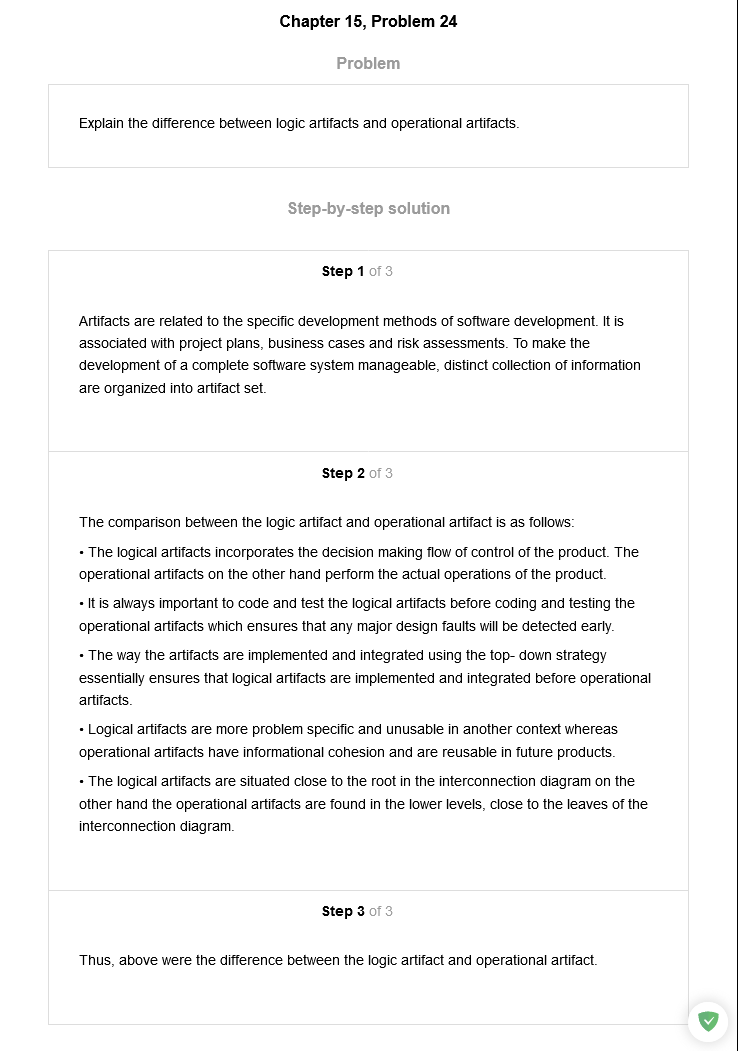 Chapter 15, Problem 24
Problem
Explain the difference between logic artifacts and operational artifacts.
Step-by-step solution
Step 1 of 3
Artifacts are related to the specific development methods of software development. It is
associated with project plans, business cases and risk assessments. To make the
development of a complete software system manageable, distinct collection of information
are organized into artifact set.
Step 2 of 3
The comparison between the logic artifact and operational artifact is as follows:
• The logical artifacts incorporates the decision making flow of control of the product. The
operational artifacts on the other hand perform the actual operations of the product.
• It is always important to code and test the logical artifacts before coding and testing the
operational artifacts which ensures that any major design faults will be detected early.
• The way the artifacts are implemented and integrated using the top- down strategy
essentially ensures that logical artifacts are implemented and integrated before operational
artifacts.
• Logical artifacts are more problem specific and unusable in another context whereas
operational artifacts have informational cohesion and are reusable in future products.
• The logical artifacts are situated close to the root in the interconnection diagram on the
other hand the operational artifacts are found in the lower levels, close to the leaves of the
interconnection diagram.
Step 3 of 3
Thus, above were the difference between the logic artifact and operational artifact.